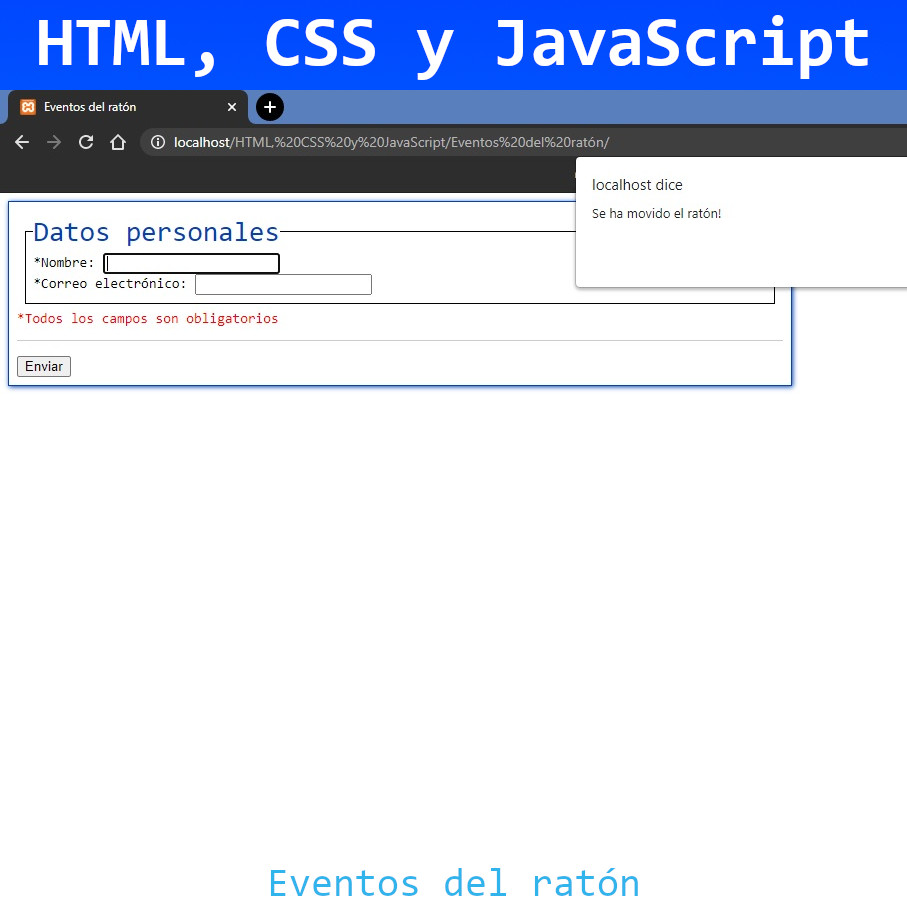 HTML, CSS y JavaScript
Eventos del ratón
localhost/HTML,%20CSS%20y%20JavaScript/Eventos%20del%20ratón/
localhost dice
Se ha movido el ratón!
Datos personales
*Nombre:
*Correo electrónico:
*Todos los campos son obligatorios
Enviar
Eventos del ratón